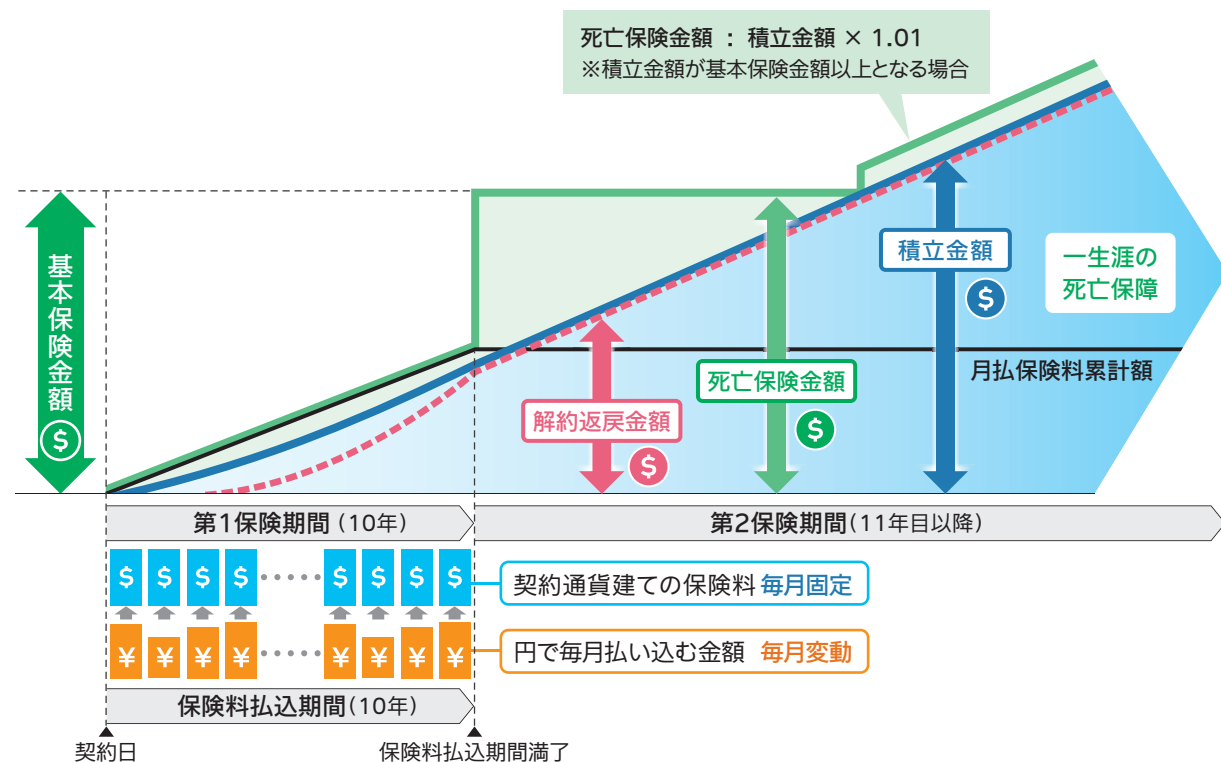 死亡保険金額 : 積立金額 × 1.01
※積立金額が基本保険金額以上となる場合
基本保険金額
$
積立金額
$
一生涯の
死亡保障
月払保険料累計額
死亡保険金額
$
解約返戻金額
$
第1保険期間(10年)
第2保険期間(11年目以降)
$ $ $ $ ····· $ $ $ $
契約通貨建ての保険料 毎月固定
¥ ¥ ¥ ¥ ····· ¥ ¥ ¥ ¥
円で毎月払い込む金額 毎月変動
保険料払込期間(10年)
契約日
保険料払込期間満了